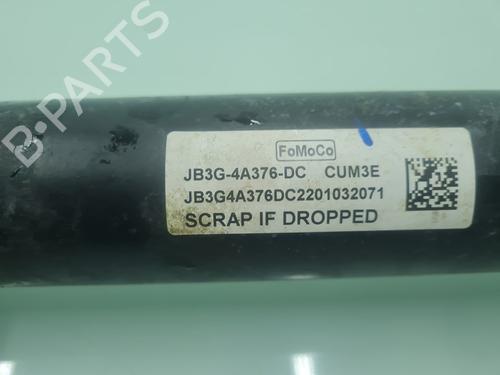 B-PARTS
FoMoCo
JB3G-4A376-DC CUM3E
JB3G4A376DC2201032071
SCRAP IF DROPPED